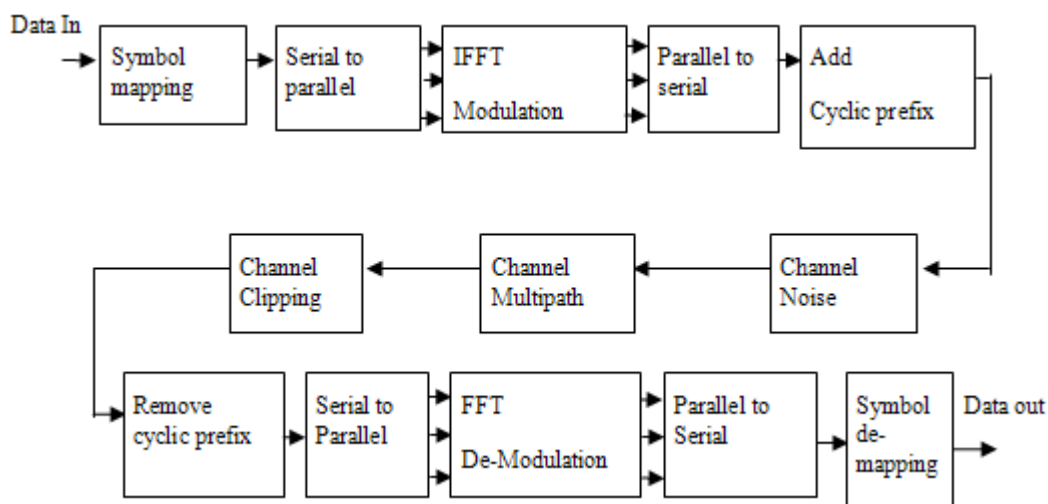 Data In
Symbol
mapping
Serial to
parallel
IFFT
Modulation
Parallel to
serial
Add
Cyclic prefix
Channel
Clipping
Channel
Multipath
Channel
Noise
Remove
cyclic prefix
Serial to
Parallel
FFT
De-Modulation
Parallel to
Serial
Symbol
de-
mapping
Data out